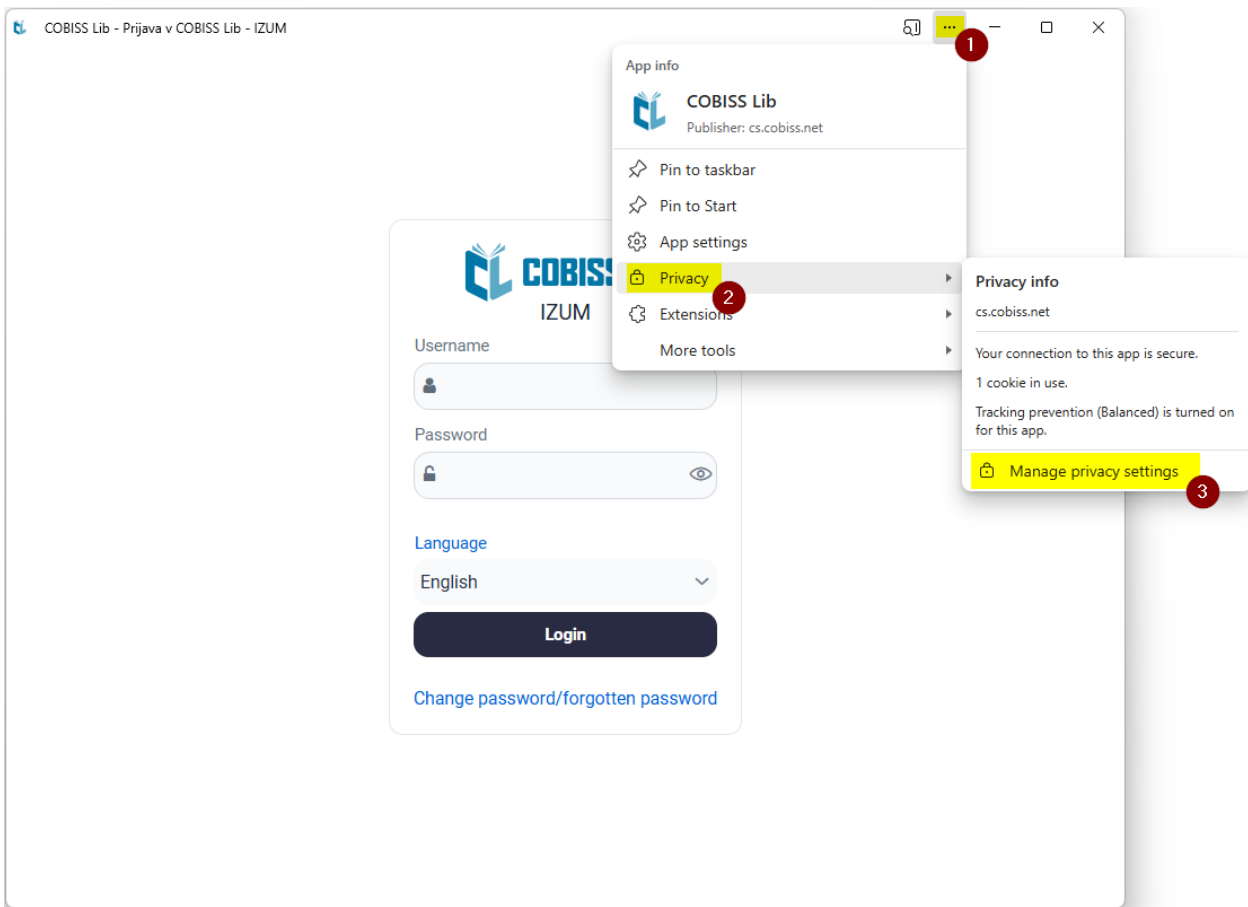 COBISS Lib - Prijava v COBISS Lib - IZUM
1
App info
COBISS Lib
Publisher: cs.cobiss.net
Pin to taskbar
Pin to Start
App settings
Privacy
2
Extensions
More tools
Privacy info
cs.cobiss.net
Your connection to this app is secure.
1 cookie in use.
Tracking prevention (Balanced) is turned on
for this app.
Manage privacy settings
3
CL COBISS
IZUM
Username
Password
Language
English
Login
Change password/forgotten password